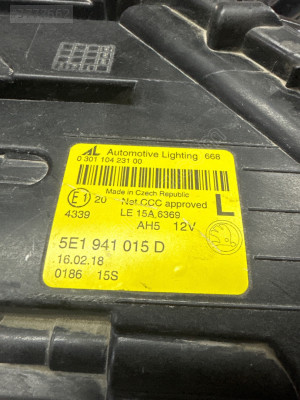 AL Automotive Lighting 668
0 301 104 231 00
Made in Czech Republic
E1 20 Not CCC approved
4339 LE 15A,6369 L
AH5 12V
5E1 941 015 D
16.02.18
0186 15S